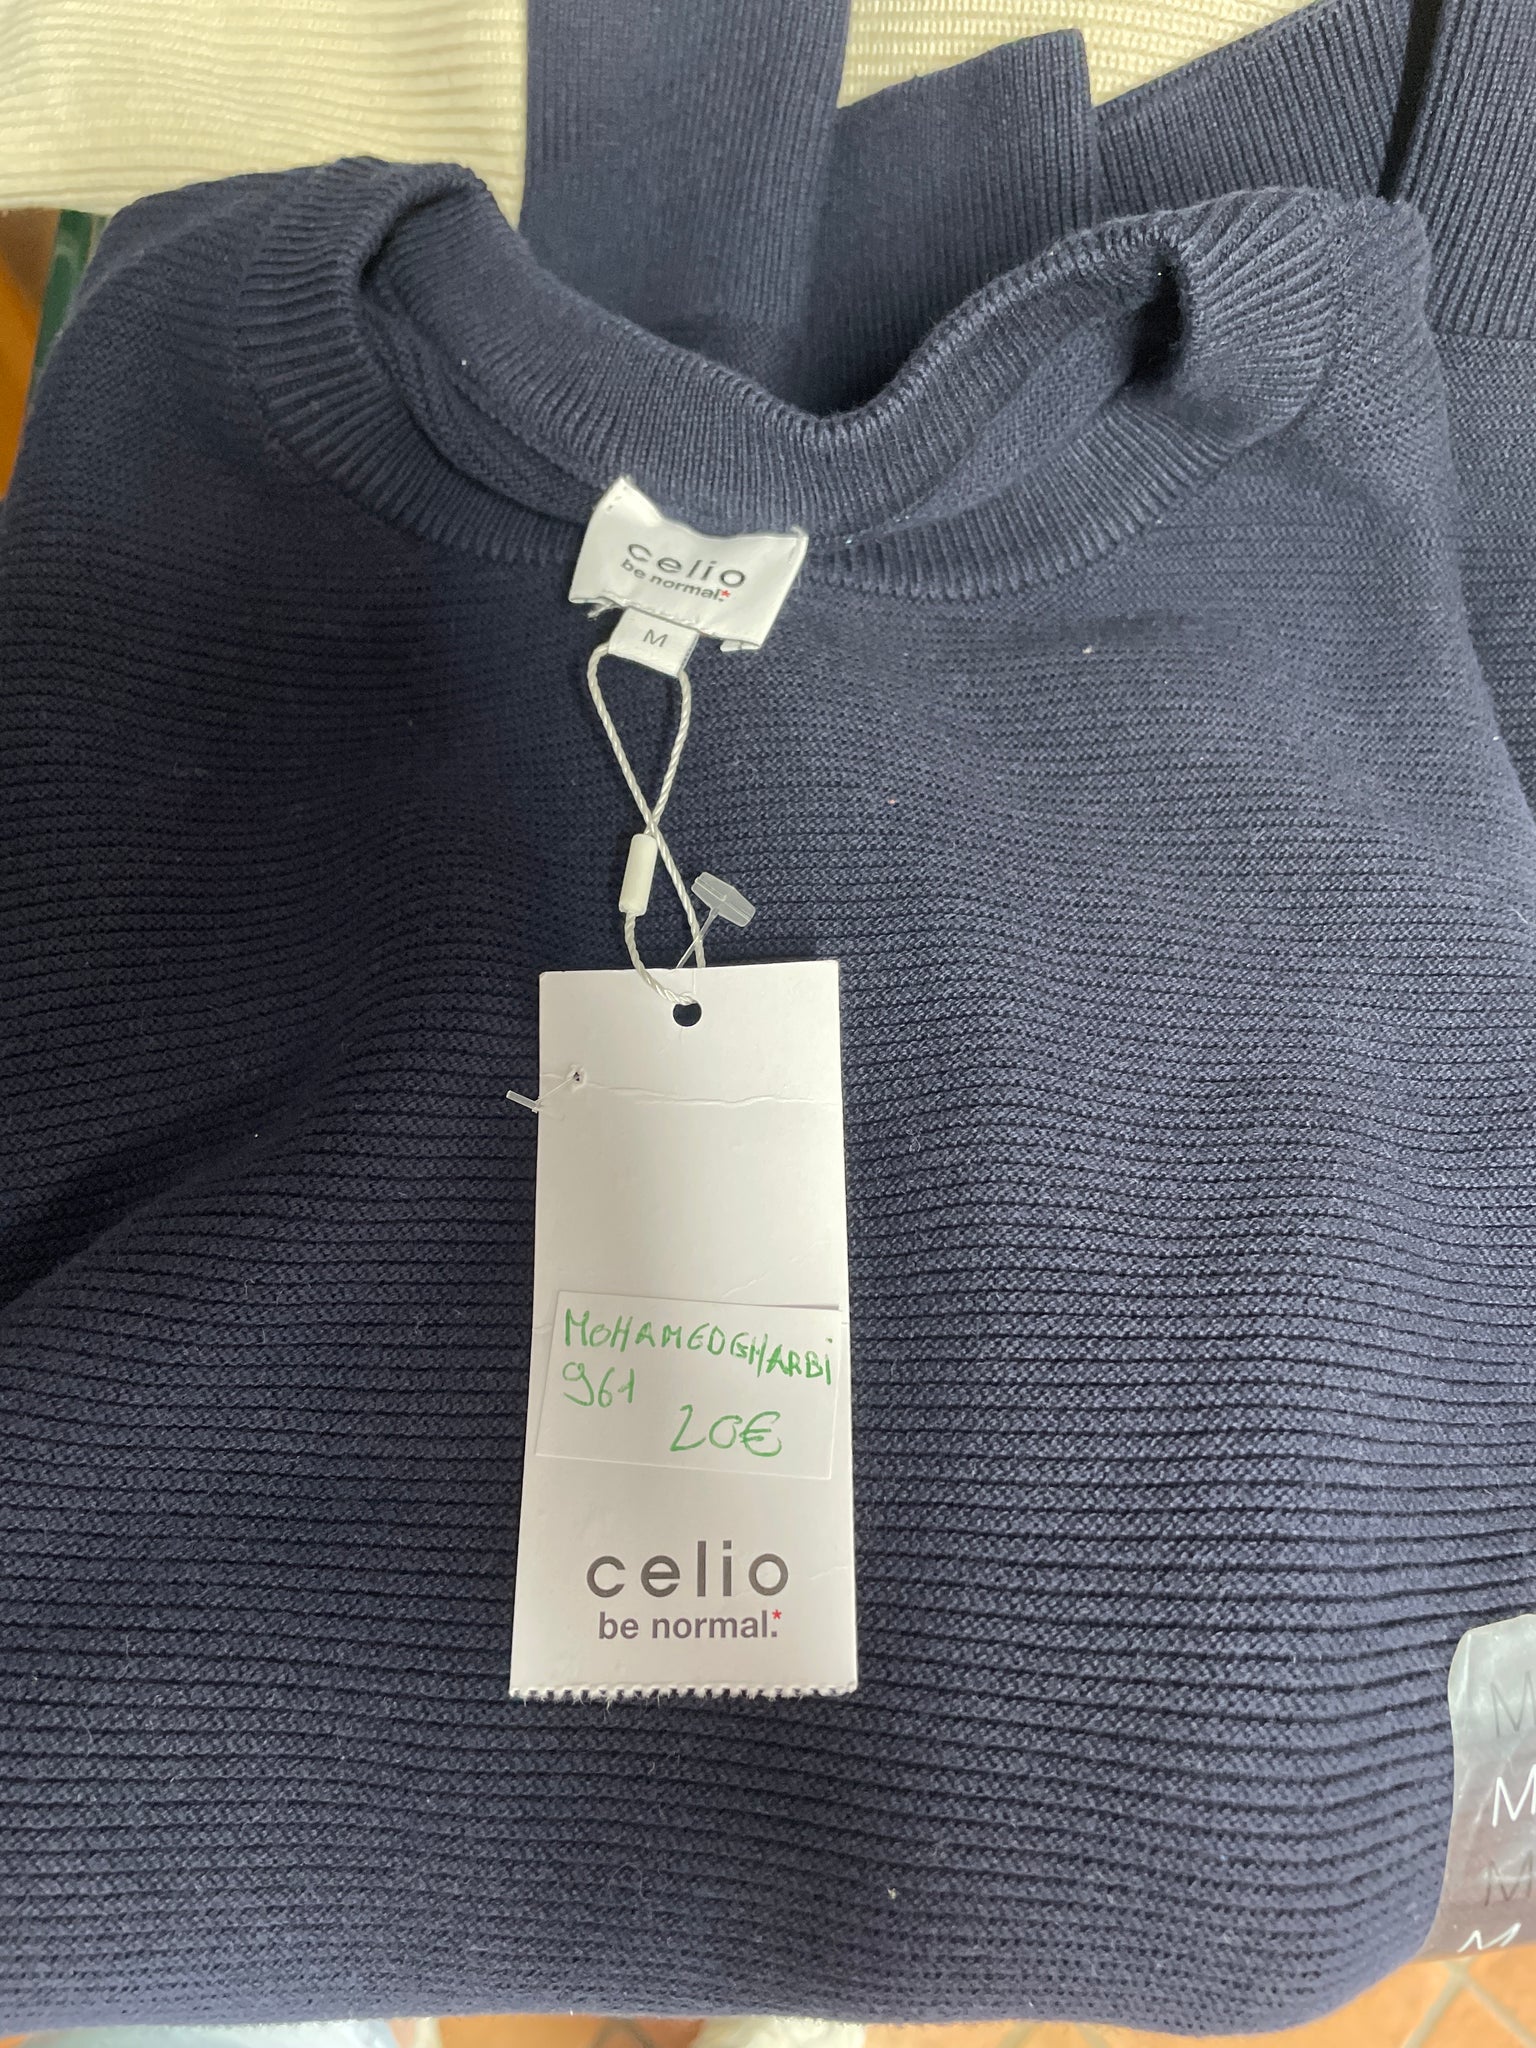 celio
be normal.*
M
MOHAMEDGHARBi
961
20€
celio
be normal.*
M
M
M
M